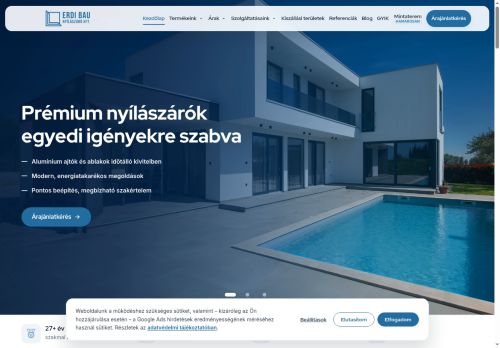 ERDI BAU
NYÍLÁSZÁRÓ KFT.
Kezdőlap
Termékeink
Árak
Szolgáltatásaink
Kiszállási területek
Referenciák
Blog
GYIK
Mintaterem
HAMAROSAN
Árajánlatkérés
Prémium nyílászárók
egyedi igényekre szabva
— Alumínium ajtók és ablakok időtálló kivitelben
— Modern, energiatakarékos megoldások
— Pontos beépítés, megbízható szakértelem
Árajánlatkérés →
Weboldalunk a működéshez szükséges sütiket, valamint – kizárólag az Ön
hozzájárulása esetén – a Google Ads hirdetések eredményességének méréséhez
használ sütiket. Részletek az adatvédelmi tájékoztatóban.
Beállítások
Elutasítom
Elfogadom
27+ év